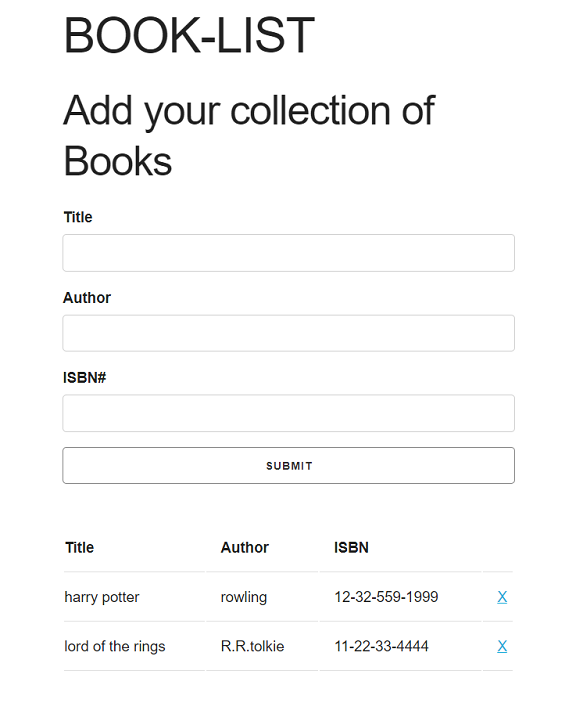 BOOK-LIST
Add your collection of
Books
Title
Author
ISBN#
SUBMIT
Title Author ISBN
harry potter rowling 12-32-559-1999 X
lord of the rings R.R.tolkie 11-22-33-4444 X